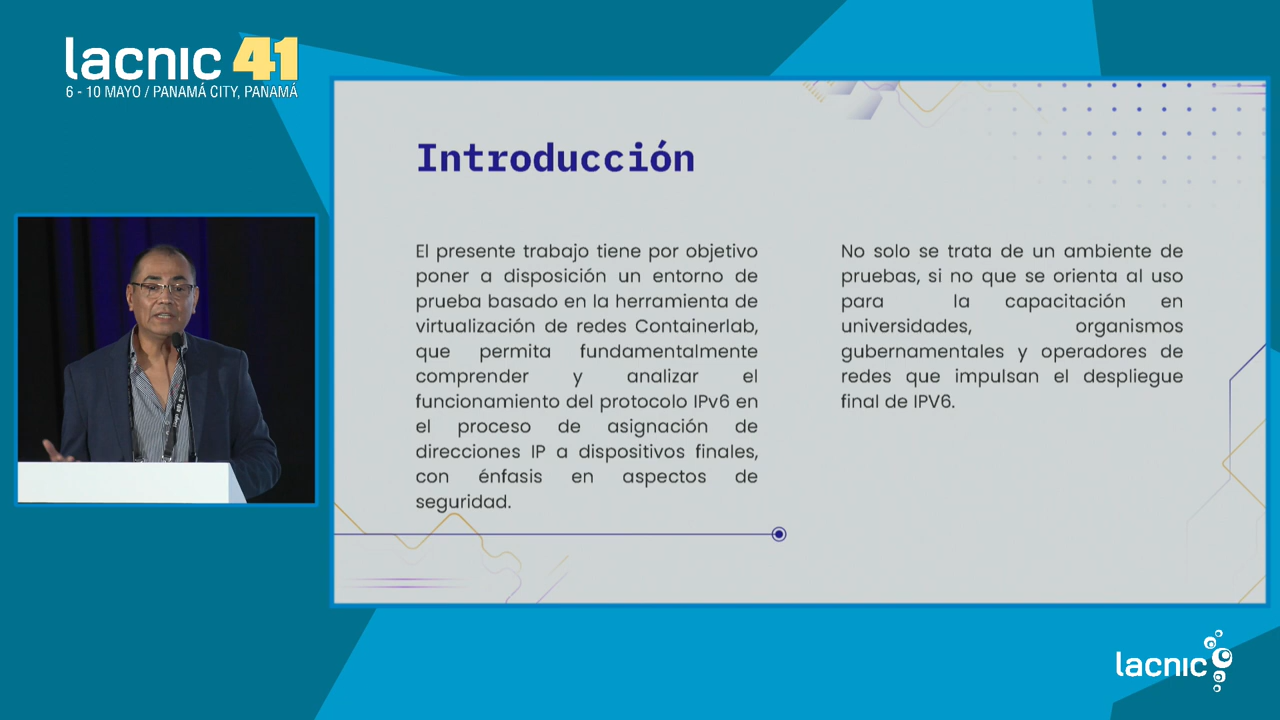 lacnic 41
6 - 10 MAYO / PANAMÁ CITY, PANAMÁ
Introducción
El presente trabajo tiene por objetivo
poner a disposición un entorno de
prueba basado en la herramienta de
virtualización de redes Containerlab,
que permita fundamentalmente
comprender y analizar el
funcionamiento del protocolo IPv6 en
el proceso de asignación de
direcciones IP a dispositivos finales,
con énfasis en aspectos de
seguridad.
No solo se trata de un ambiente de
pruebas, si no que se orienta al uso
para la capacitación en
universidades, organismos
gubernamentales y operadores de
redes que impulsan el despliegue
final de IPV6.
lacnic